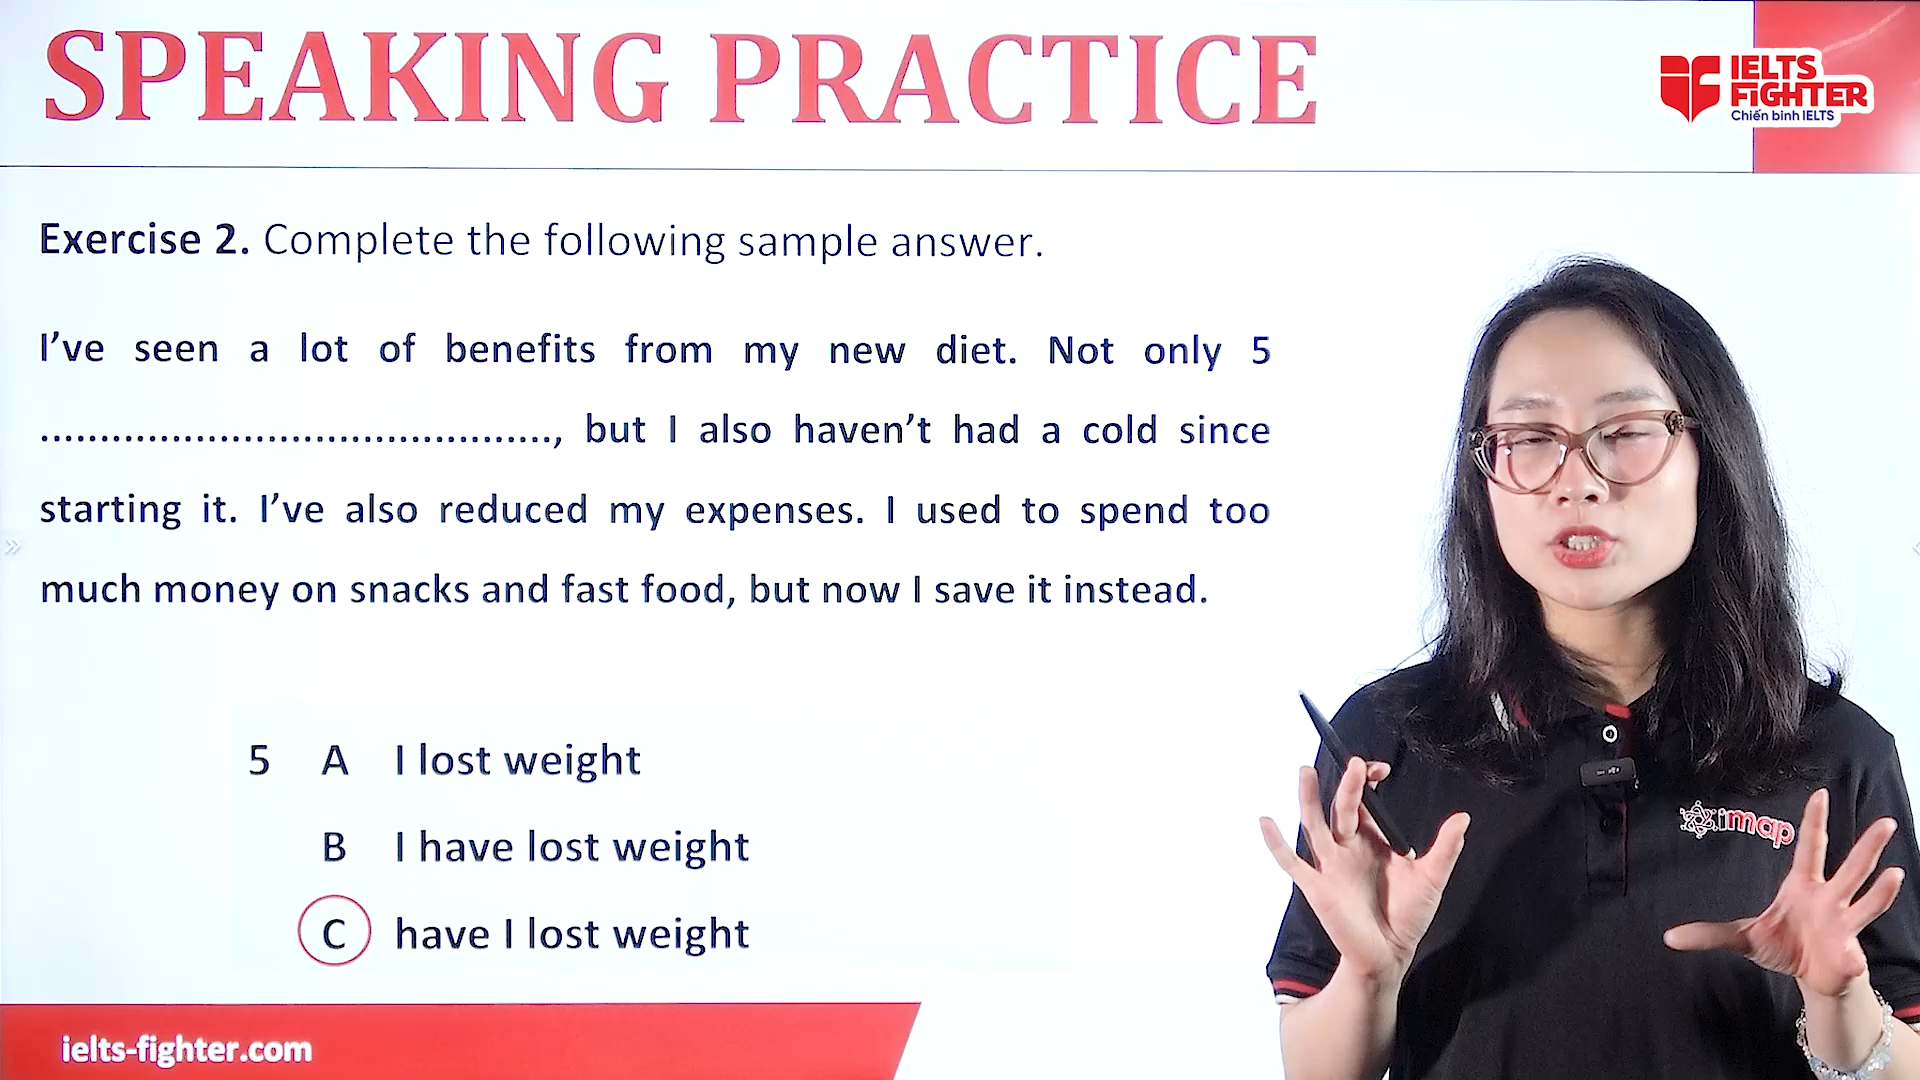 SPEAKING PRACTICE
IELTS
FIGHTER
Chiến binh IELTS
Exercise 2. Complete the following sample answer.
I’ve seen a lot of benefits from my new diet. Not only 5
..........................................., but I also haven’t had a cold since
starting it. I’ve also reduced my expenses. I used to spend too
much money on snacks and fast food, but now I save it instead.
5 A I lost weight
B I have lost weight
C have I lost weight
imap
ielts-fighter.com